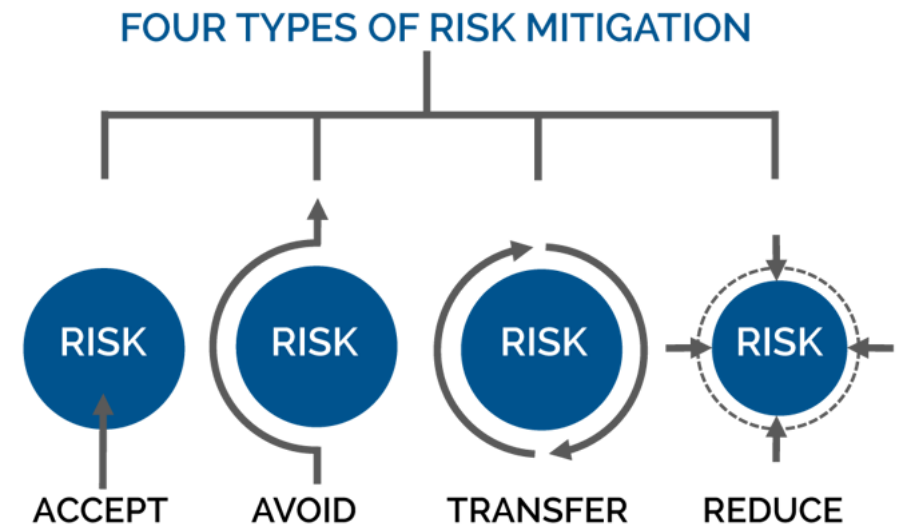 FOUR TYPES OF RISK MITIGATION
RISK
RISK
RISK
RISK
ACCEPT
AVOID
TRANSFER
REDUCE